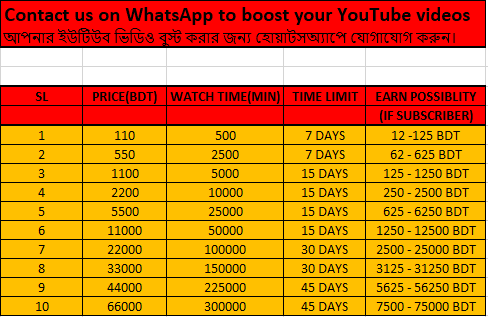 Contact us on WhatsApp to boost your YouTube videos
আপনার ইউটিউব ভিডিও বুস্ট করার জন্য হোয়াটসঅ্যাপে যোগাযোগ করুন।
SL PRICE(BDT) WATCH TIME(MIN) TIME LIMIT EARN POSSIBLITY
(IF SUBSCRIBER)
1 110 500 7 DAYS 12 -125 BDT
2 550 2500 7 DAYS 62 - 625 BDT
3 1100 5000 15 DAYS 125 - 1250 BDT
4 2200 10000 15 DAYS 250 - 2500 BDT
5 5500 25000 15 DAYS 625 - 6250 BDT
6 11000 50000 15 DAYS 1250 - 12500 BDT
7 22000 100000 30 DAYS 2500 - 25000 BDT
8 33000 150000 30 DAYS 3125 - 31250 BDT
9 44000 225000 45 DAYS 5625 - 56250 BDT
10 66000 300000 45 DAYS 7500 - 75000 BDT